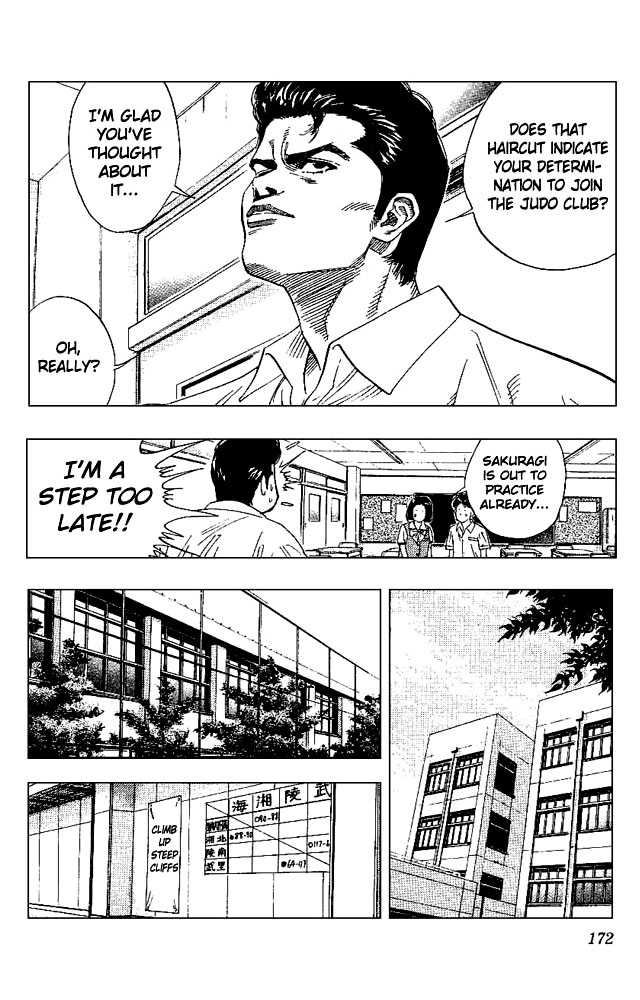 DOES THAT
HAIRCUT INDICATE
YOUR DETERMI-
NATION TO JOIN
THE JUDO CLUB?
I'M GLAD
YOU'VE
THOUGHT
ABOUT
IT...
OH,
REALLY?
SAKURAGI
IS OUT TO
PRACTICE
ALREADY...
I'M A
STEP TOO
LATE!!
CLIMB
UP
STEEP
CLIFFS
海 湘 陵 武
湘北 ●88-90
陵南
武里
172